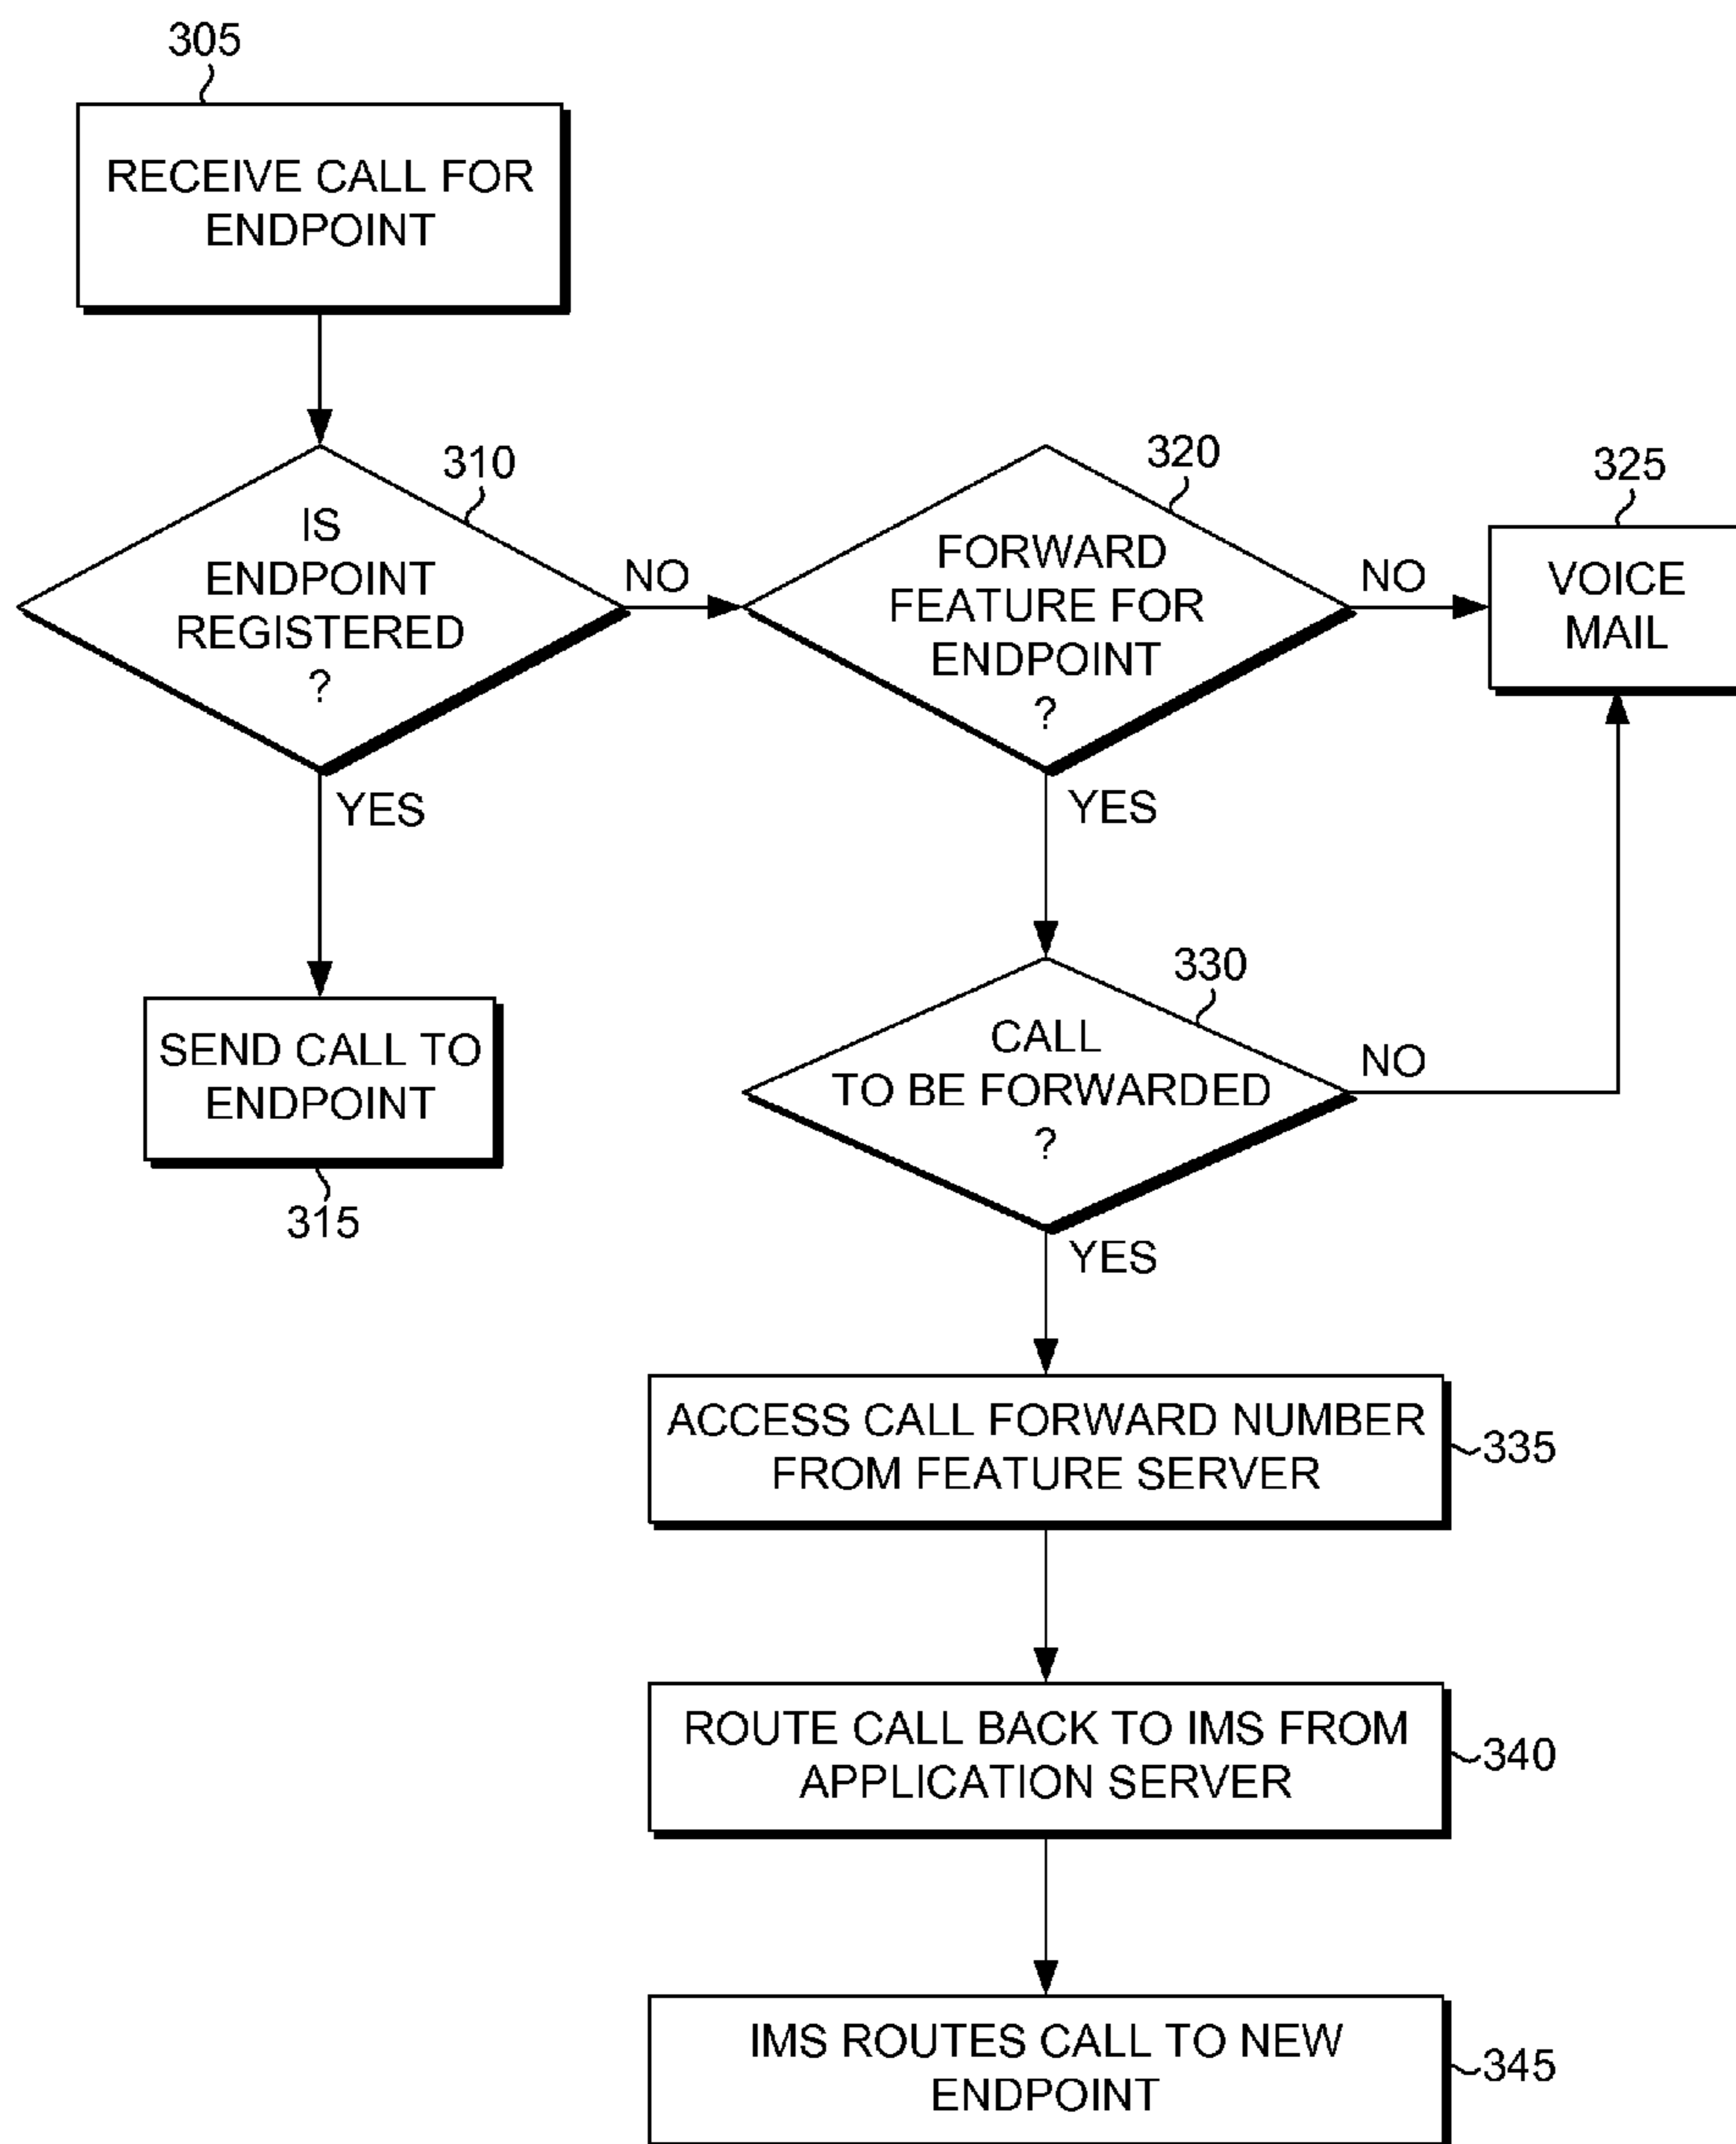 305
RECEIVE CALL FOR
ENDPOINT
310
IS
ENDPOINT
REGISTERED
?
NO
YES
SEND CALL TO
ENDPOINT
315
320
FORWARD
FEATURE FOR
ENDPOINT
?
NO
YES
325
VOICE
MAIL
330
CALL
TO BE FORWARDED
?
NO
YES
ACCESS CALL FORWARD NUMBER
FROM FEATURE SERVER
335
ROUTE CALL BACK TO IMS FROM
APPLICATION SERVER
340
IMS ROUTES CALL TO NEW
ENDPOINT
345